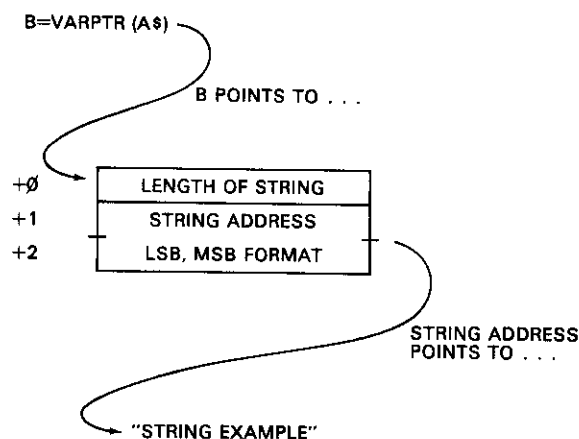 B=VARPTR (A$)
B POINTS TO . . .
+Ø LENGTH OF STRING
+1 STRING ADDRESS
+2 LSB, MSB FORMAT
STRING ADDRESS
POINTS TO . . .
"STRING EXAMPLE"